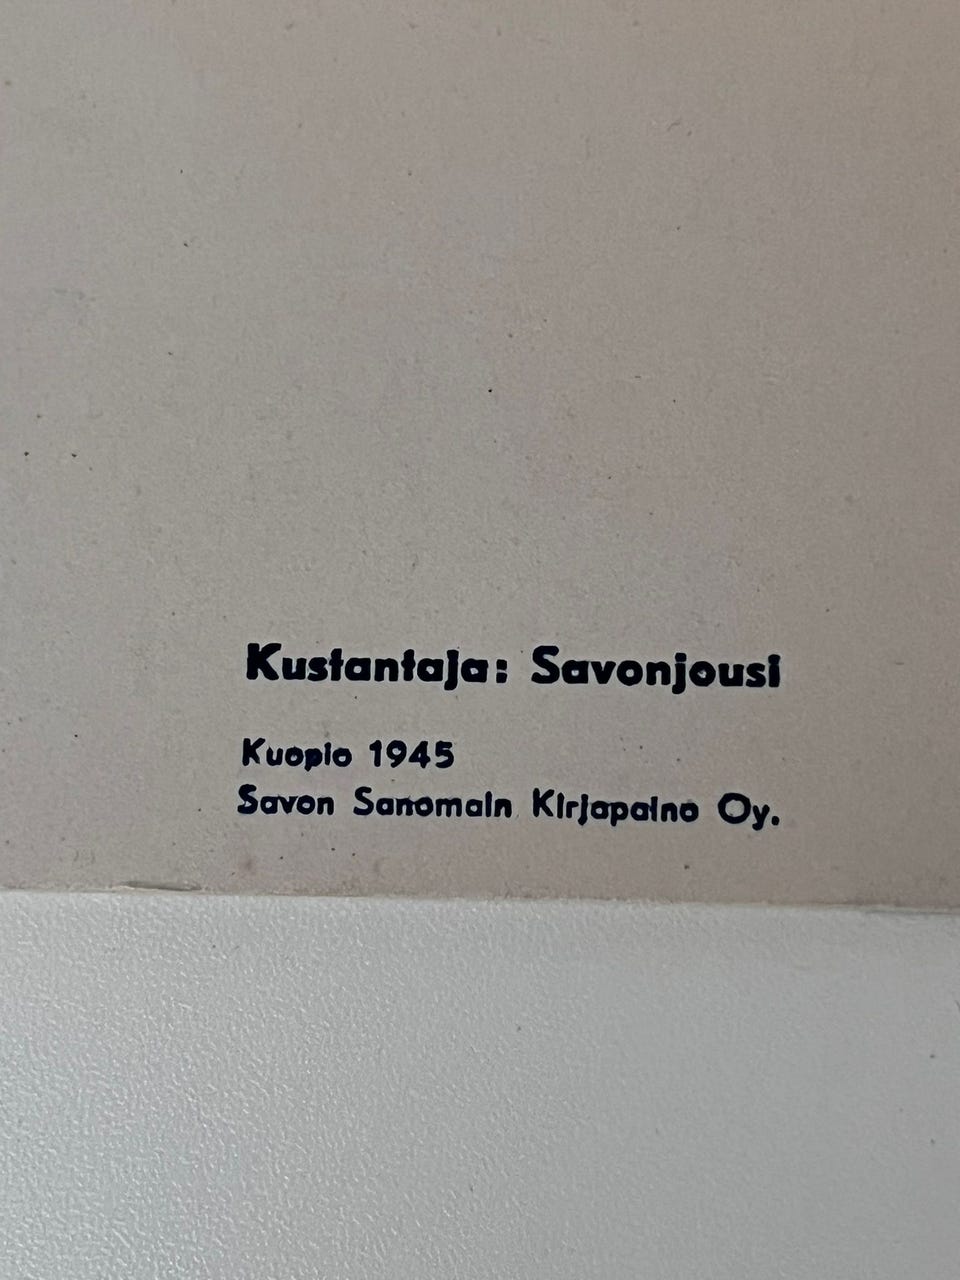 Kustantaja: Savonjousi
Kuopio 1945
Savon Sanomain Kirjapaino Oy.